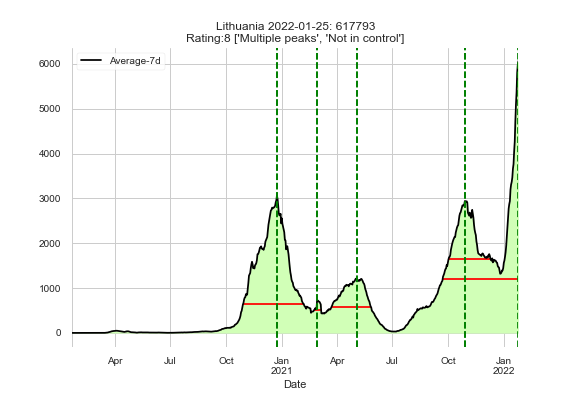 Lithuania 2022-01-25: 617793
Rating:8 ['Multiple peaks', 'Not in control']
Average-7d
6000
5000
4000
3000
2000
1000
0
Apr Jul Oct Jan Apr Jul Oct Jan
2021 2022
Date